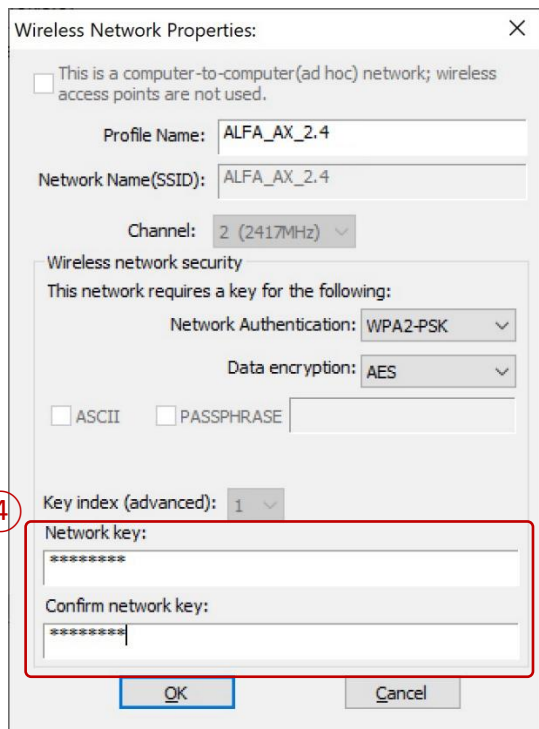 Wireless Network Properties:
This is a computer-to-computer(ad hoc) network; wireless
access points are not used.
Profile Name: ALFA_AX_2.4
Network Name(SSID): ALFA_AX_2.4
Channel: 2 (2417MHz)
Wireless network security
This network requires a key for the following:
Network Authentication: WPA2-PSK
Data encryption: AES
ASCII PASSPHRASE
Key index (advanced): 1
4
Network key:
********
Confirm network key:
********
OK Cancel